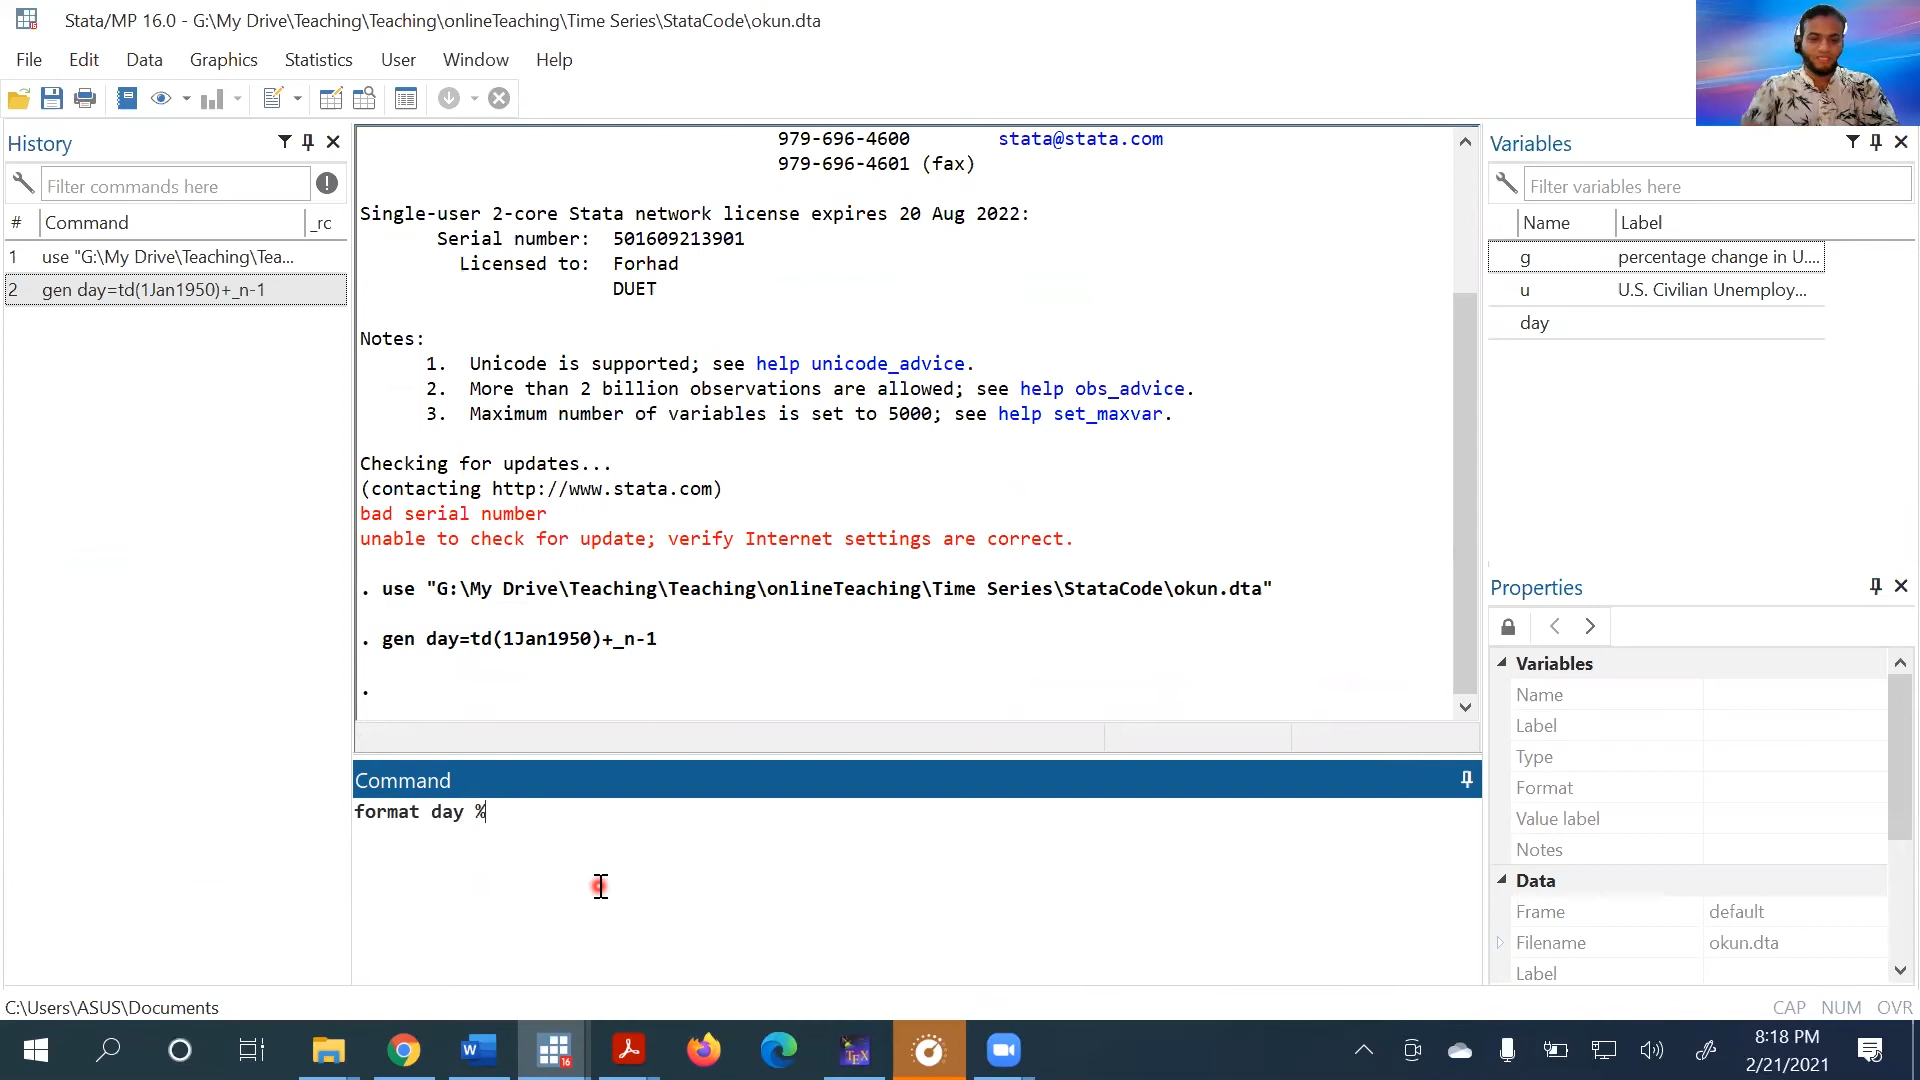 Stata/MP 16.0 - G:\My Drive\Teaching\Teaching\onlineTeaching\Time Series\StataCode\okun.dta
File Edit Data Graphics Statistics User Window Help
History
Filter commands here
# Command _rc
1 use "G:\My Drive\Teaching\Tea...
2 gen day=td(1Jan1950)+_n-1
979-696-4600 stata@stata.com
979-696-4601 (fax)
Single-user 2-core Stata network license expires 20 Aug 2022:
Serial number: 501609213901
Licensed to: Forhad
DUET
Notes:
1. Unicode is supported; see help unicode_advice.
2. More than 2 billion observations are allowed; see help obs_advice.
3. Maximum number of variables is set to 5000; see help set_maxvar.
Checking for updates...
(contacting http://www.stata.com)
bad serial number
unable to check for update; verify Internet settings are correct.
. use "G:\My Drive\Teaching\Teaching\onlineTeaching\Time Series\StataCode\okun.dta"
. gen day=td(1Jan1950)+_n-1
.
Command
format day %
Variables
Filter variables here
Name Label
g percentage change in U....
u U.S. Civilian Unemploy...
day
Properties
Variables
Name
Label
Type
Format
Value label
Notes
Data
Frame default
Filename okun.dta
Label
C:\Users\ASUS\Documents
CAP NUM OVR
W 16 TEX
8:18 PM
2/21/2021